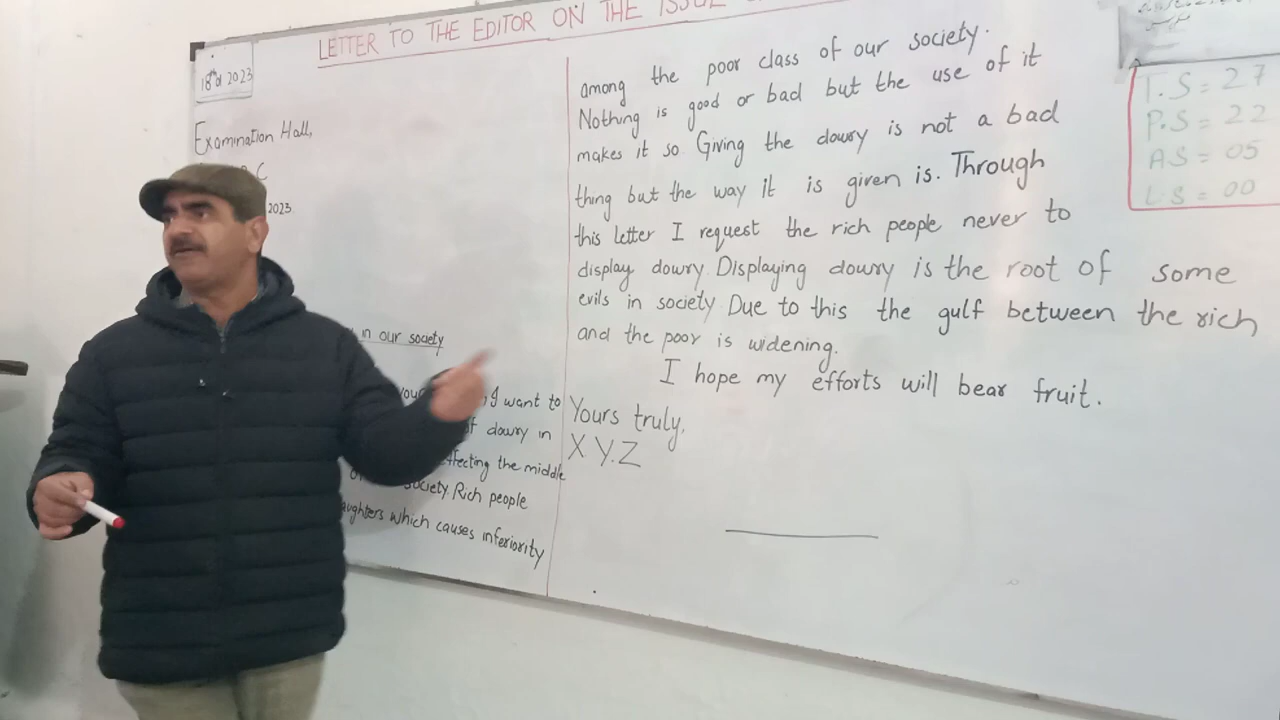 LETTER TO THE EDITOR ON THE ISSUE
18th 2023
Examination Hall,
C
2023
in our society
I want to
of dowry in
the middle
society Rich people
which causes inferiority
among the poor class of our society.
Nothing is good or bad but the use of it
makes it so Giving the dowry is not a bad
thing but the way it is given is. Through
this letter I request the rich people never to
display dowry. Displaying dowry is the root of some
evils in society Due to this the gulf between the rich
and the poor is widening.
I hope my efforts will bear fruit.
Yours truly,
X Y.Z
T.S = 27
P.S = 22
AS = 05
L.S = 00